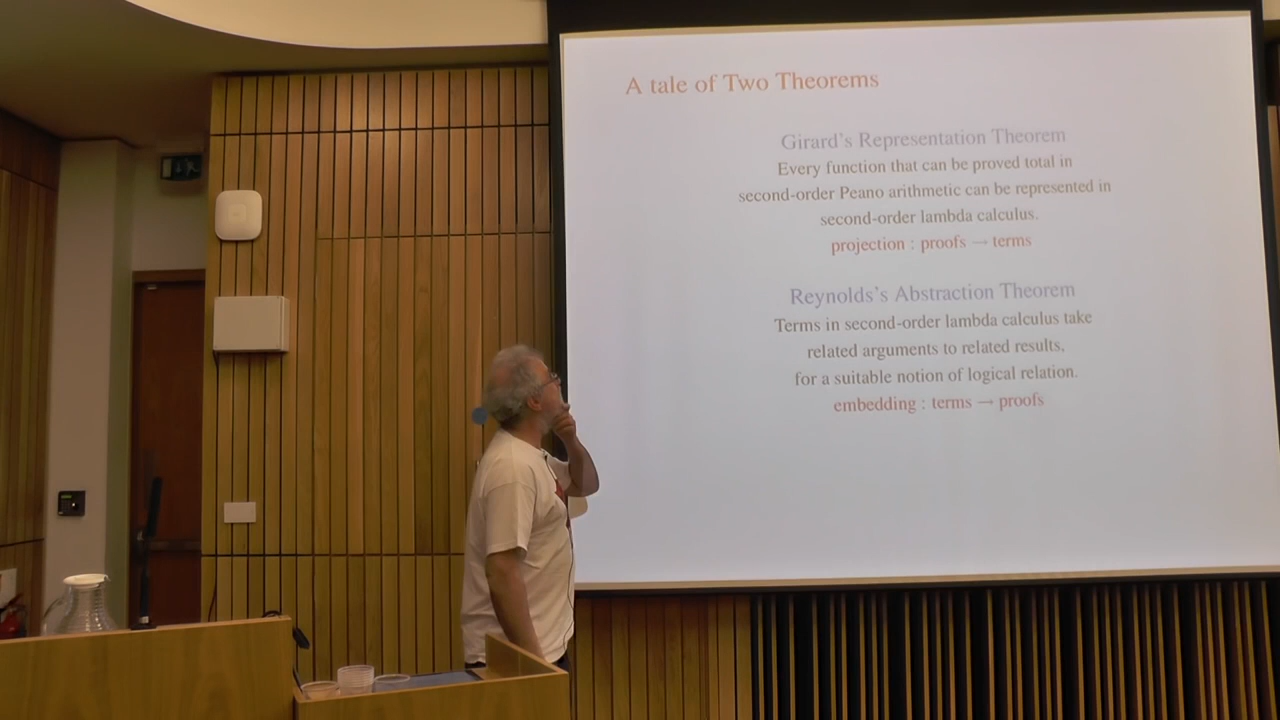 A tale of Two Theorems
Girard's Representation Theorem
Every function that can be proved total in
second-order Peano arithmetic can be represented in
second-order lambda calculus.
projection : proofs → terms
Reynolds's Abstraction Theorem
Terms in second-order lambda calculus take
related arguments to related results,
for a suitable notion of logical relation.
embedding : terms → proofs